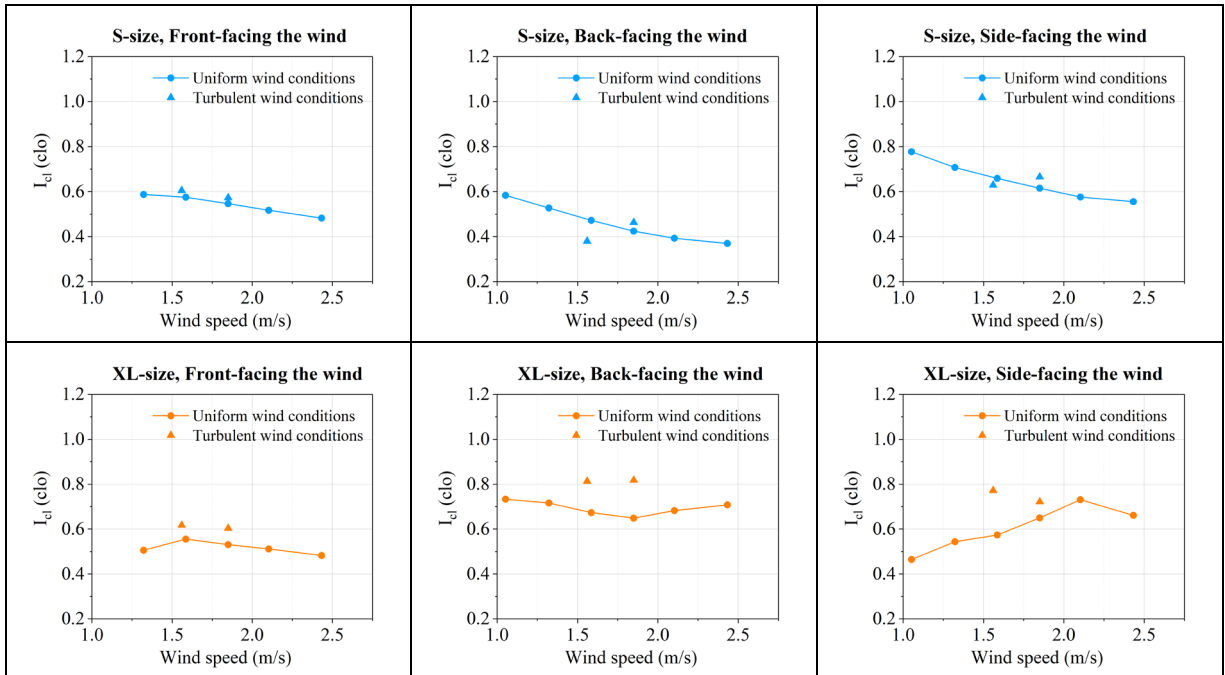 S-size, Front-facing the wind
1.2
1.0
0.8
0.6
0.4
0.2
I_cl (clo)
Uniform wind conditions
Turbulent wind conditions
1.0 1.5 2.0 2.5
Wind speed (m/s)
S-size, Back-facing the wind
1.2
1.0
0.8
0.6
0.4
0.2
I_cl (clo)
Uniform wind conditions
Turbulent wind conditions
1.0 1.5 2.0 2.5
Wind speed (m/s)
S-size, Side-facing the wind
1.2
1.0
0.8
0.6
0.4
0.2
I_cl (clo)
Uniform wind conditions
Turbulent wind conditions
1.0 1.5 2.0 2.5
Wind speed (m/s)
XL-size, Front-facing the wind
1.2
1.0
0.8
0.6
0.4
0.2
I_cl (clo)
Uniform wind conditions
Turbulent wind conditions
1.0 1.5 2.0 2.5
Wind speed (m/s)
XL-size, Back-facing the wind
1.2
1.0
0.8
0.6
0.4
0.2
I_cl (clo)
Uniform wind conditions
Turbulent wind conditions
1.0 1.5 2.0 2.5
Wind speed (m/s)
XL-size, Side-facing the wind
1.2
1.0
0.8
0.6
0.4
0.2
I_cl (clo)
Uniform wind conditions
Turbulent wind conditions
1.0 1.5 2.0 2.5
Wind speed (m/s)